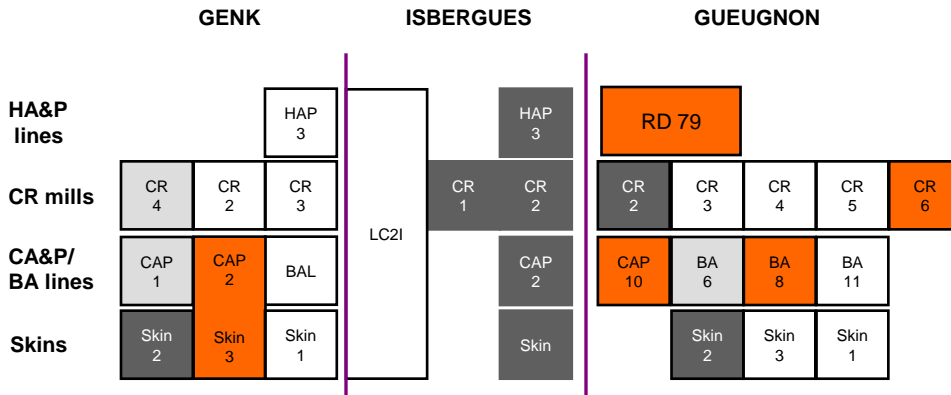 GENK ISBERGUES GUEUGNON
HA&P
lines
HAP
3
HAP
3
RD 79
CR mills
CR
4
CR
2
CR
3
LC2I
CR
1
CR
2
CR
2
CR
3
CR
4
CR
5
CR
6
CA&P/
BA lines
CAP
1
CAP
2
BAL
CAP
2
CAP
10
BA
6
BA
8
BA
11
Skins
Skin
2
Skin
3
Skin
1
Skin
Skin
2
Skin
3
Skin
1